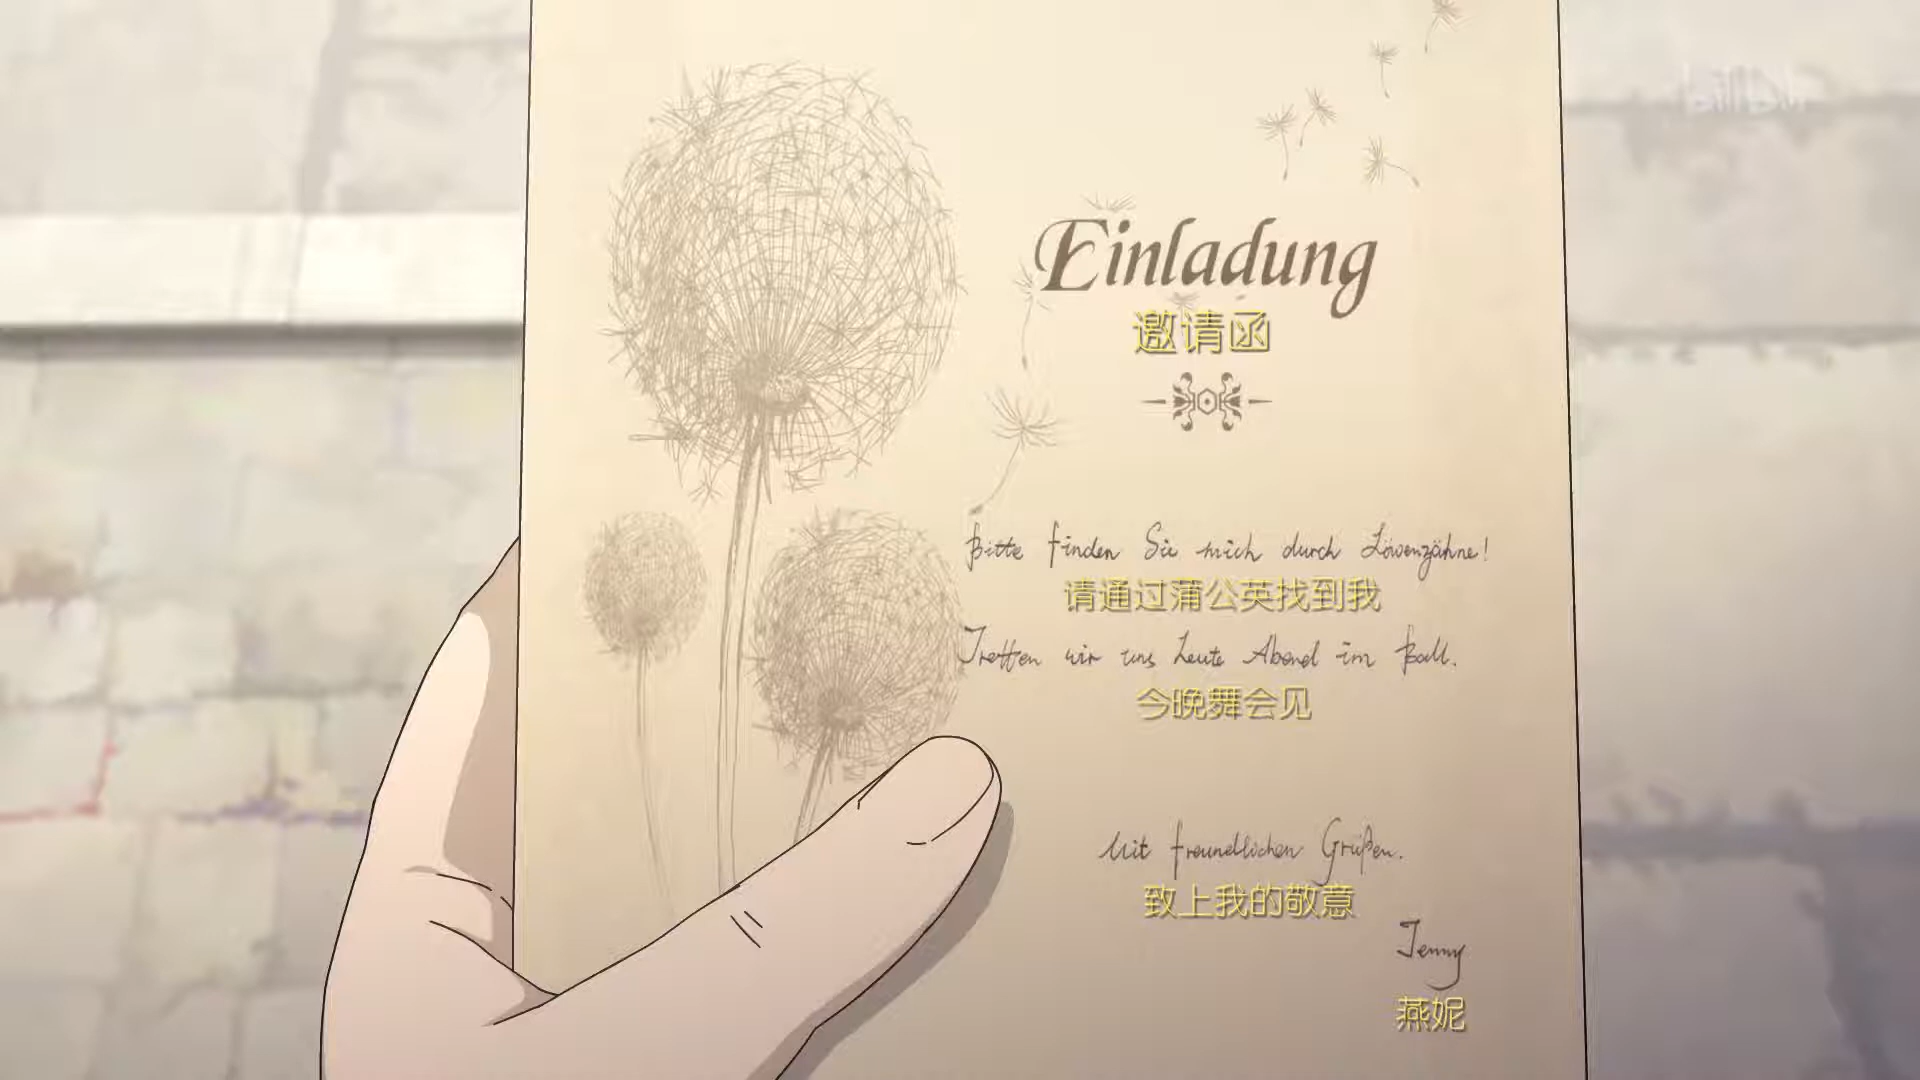 bilibili
Einladung
邀请函
Bitte finden Sie mich durch Löwenzähne!
请通过蒲公英找到我
Treffen wir uns heute Abend im Ball.
今晚舞会见
Mit freundlichen Grüßen.
致上我的敬意
Jenny
燕妮